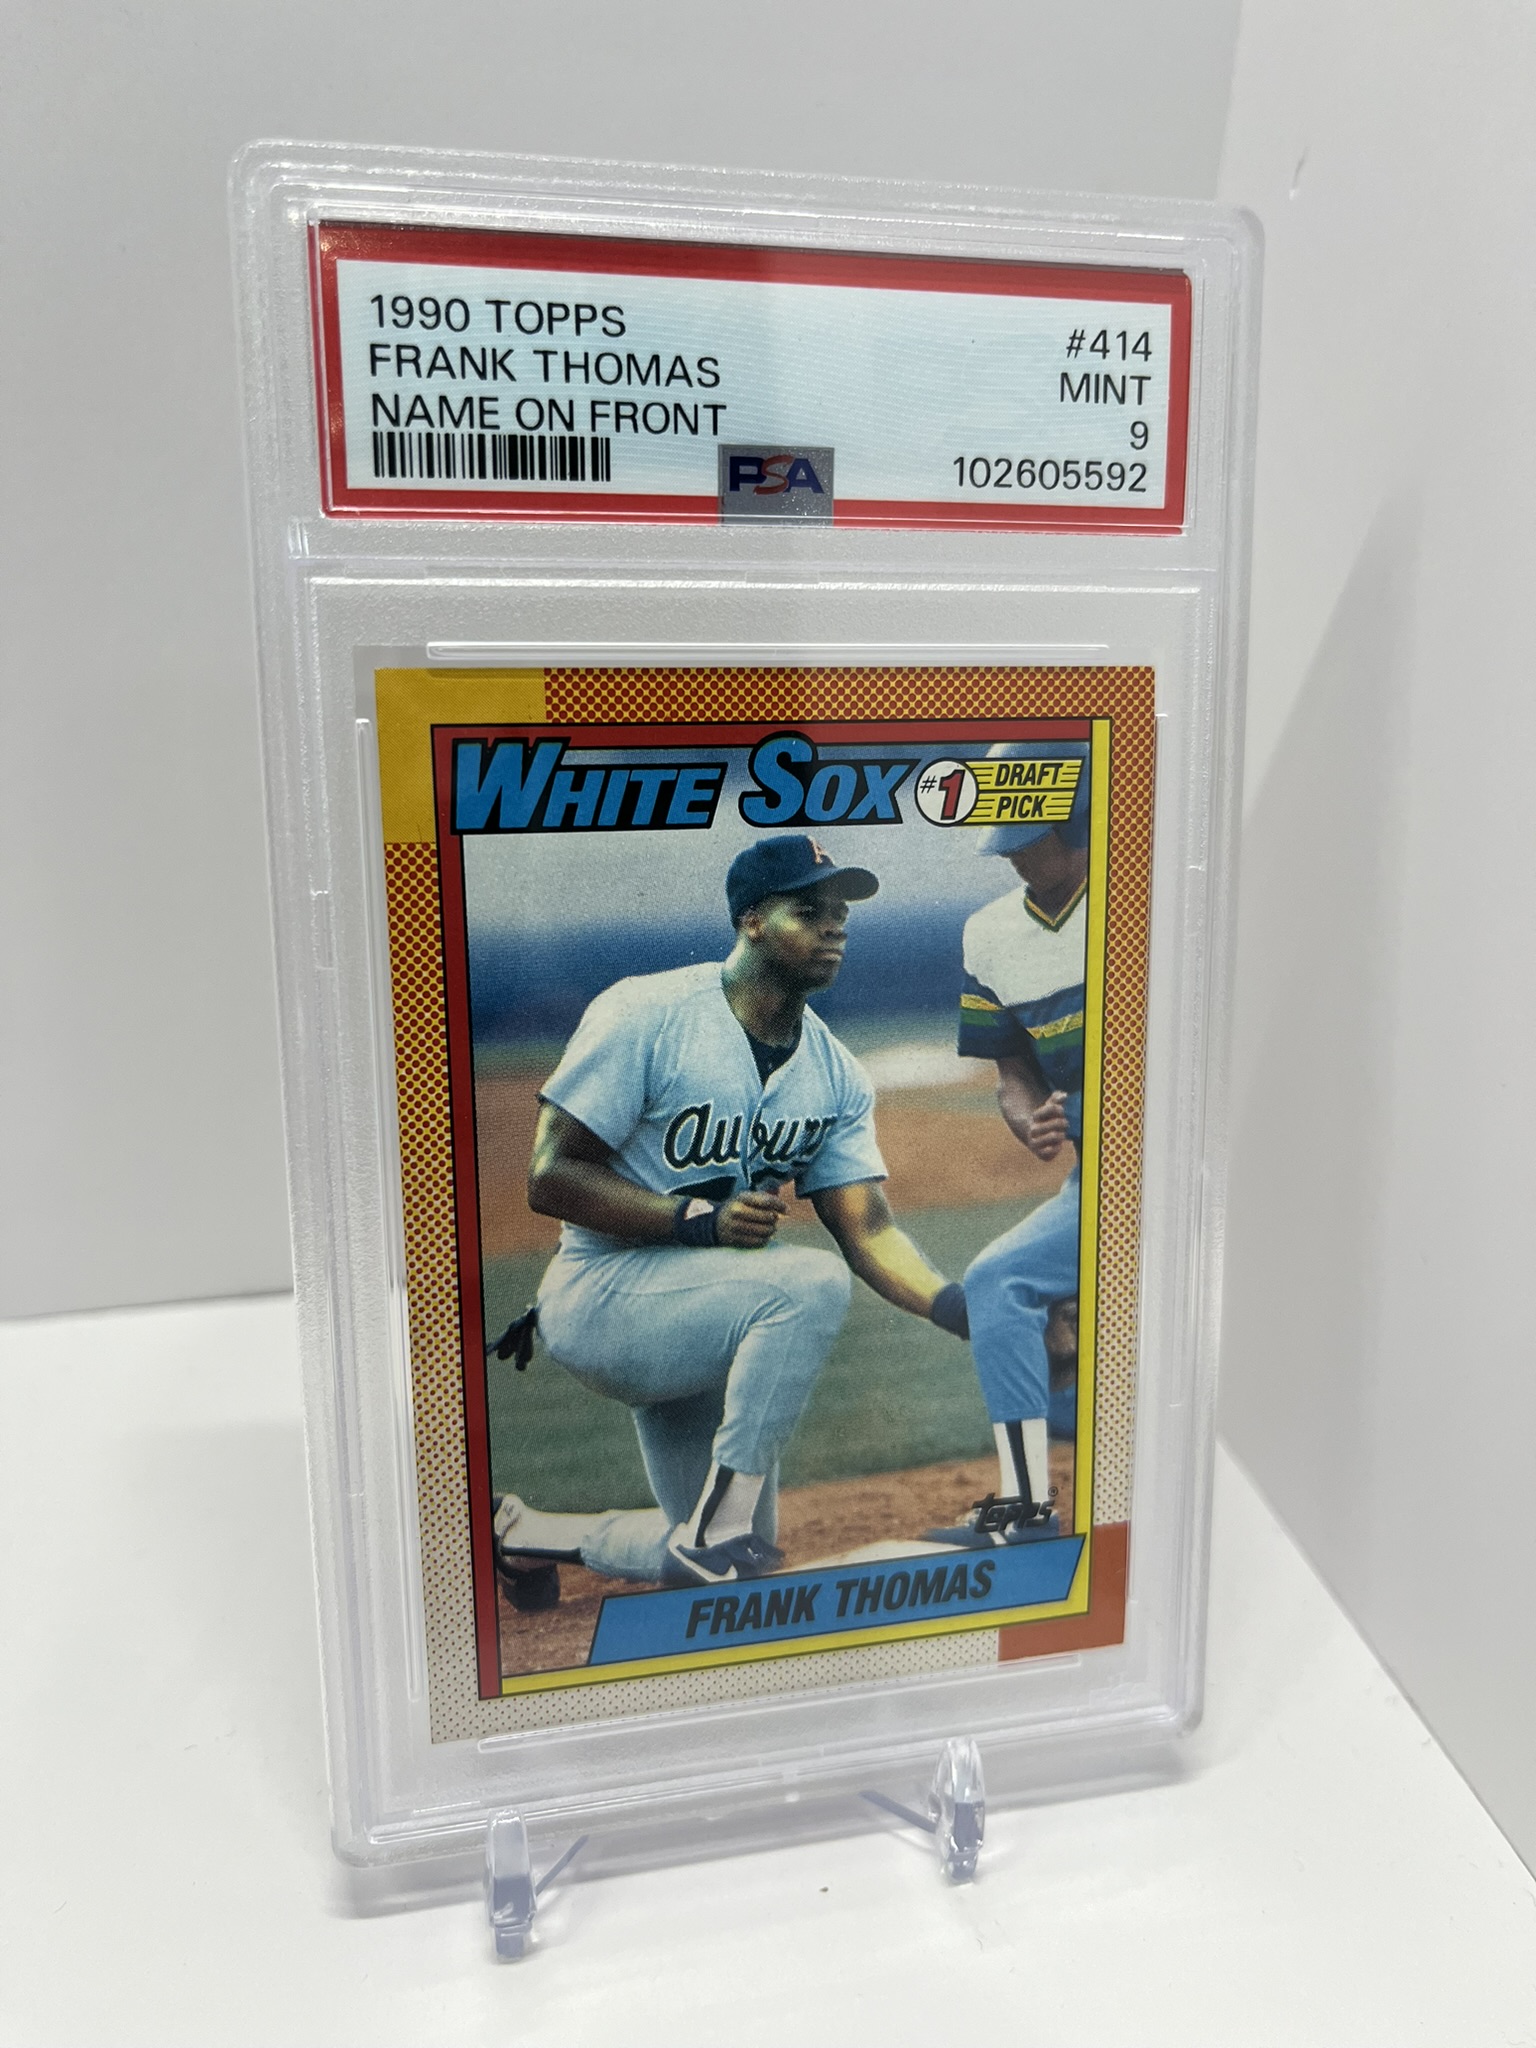 1990 TOPPS
FRANK THOMAS
NAME ON FRONT
#414
MINT
9
102605592
PSA
WHITE SOX
#1
DRAFT
PICK
A
Auburn
topps®
FRANK THOMAS